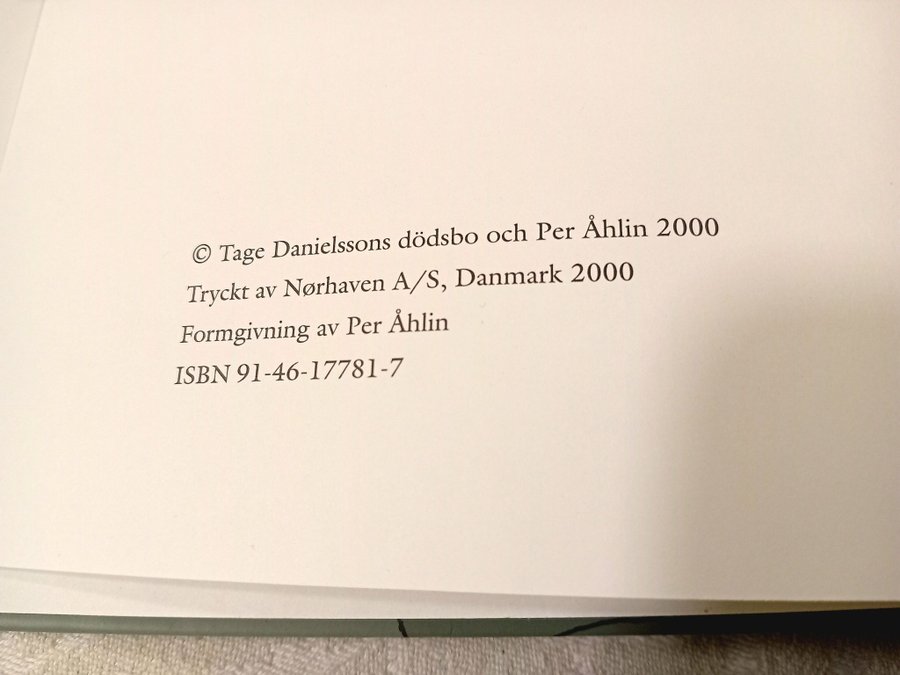 © Tage Danielssons dödsbo och Per Åhlin 2000
Tryckt av Nørhaven A/S, Danmark 2000
Formgivning av Per Åhlin
ISBN 91-46-17781-7